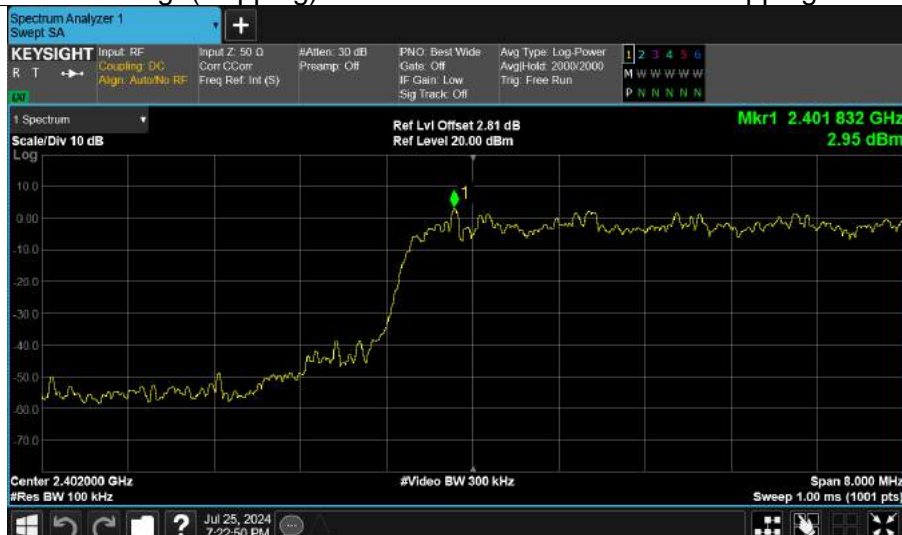 Spectrum Analyzer 1
Swept SA
+
KEYSIGHT
R T
LXI
Input: RF
Coupling: DC
Align: Auto/No RF
Input Z: 50 Ω
Corr CCorr
Freq Ref: Int (S)
#Atten: 30 dB
Preamp: Off
PNO: Best Wide
Gate: Off
IF Gain: Low
Sig Track: Off
Avg Type: Log-Power
Avg|Hold: 2000/2000
Trig: Free Run
1 2 3 4 5 6
M W W W W W
P N N N N N
1 Spectrum
Scale/Div 10 dB
Ref Lvl Offset 2.81 dB
Ref Level 20.00 dBm
Mkr1 2.401 832 GHz
2.95 dBm
Log
10.0
0.00
-10.0
-20.0
-30.0
-40.0
-50.0
-60.0
-70.0
1
Center 2.402000 GHz
#Video BW 300 kHz
Span 8.000 MHz
#Res BW 100 kHz
Sweep 1.00 ms (1001 pts)
?
Jul 25, 2024
7:22:50 PM